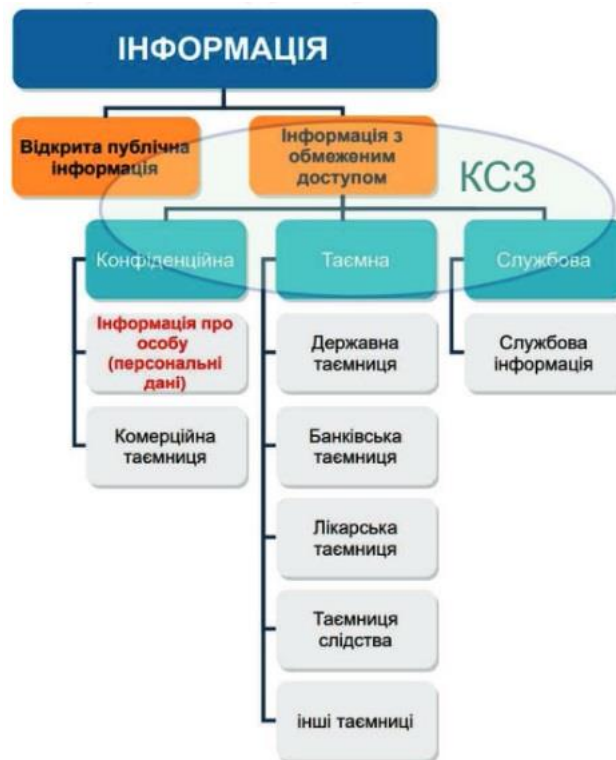 ІНФОРМАЦІЯ
Відкрита публічна
інформація
Інформація з
обмеженим
доступом
КСЗ
Конфіденційна
Таємна
Службова
Інформація про
особу
(персональні
дані)
Державна
таємниця
Службова
інформація
Комерційна
таємниця
Банківська
таємниця
Лікарська
таємниця
Таємниця
слідства
інші таємниці